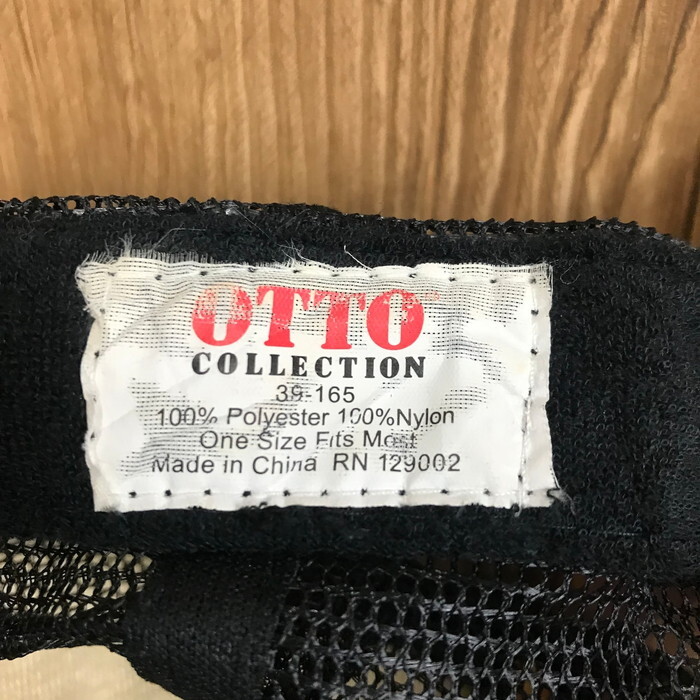 OTTO
COLLECTION
39-165
100% Polyester 100%Nylon
One Size Fits Most
Made in China RN 129002